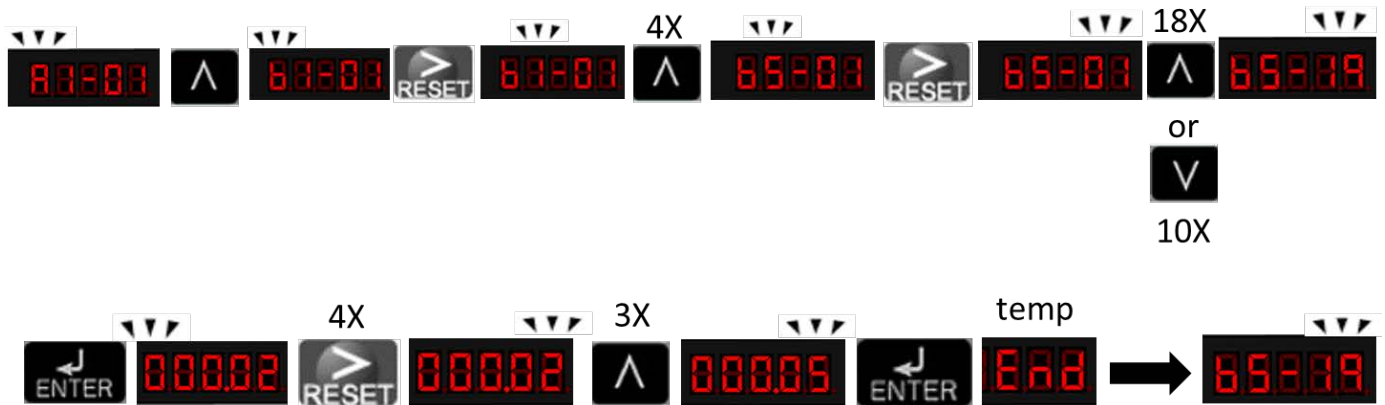 4X
18X
A1-01
∧
b1-01
>
RESET
b1-01
∧
b5-01
>
RESET
b5-01
∧
b5-19
or
∨
10X
4X
3X
temp
ENTER
000.02
>
RESET
000.02
∧
000.05
ENTER
End
b5-19